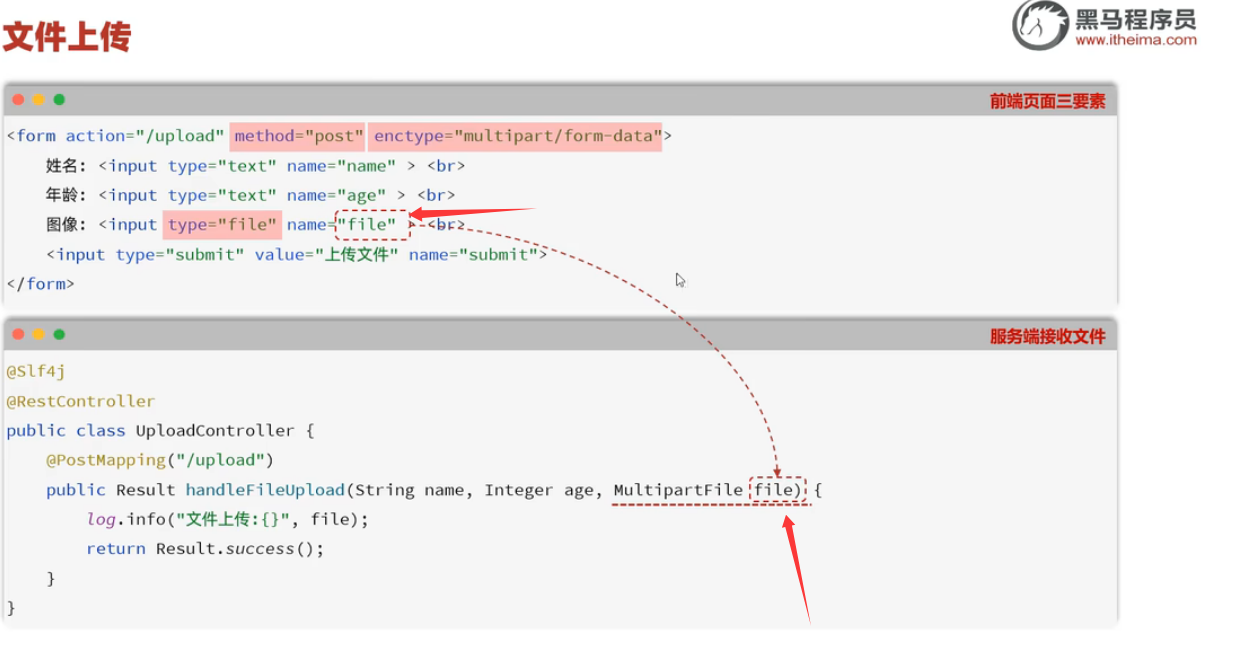 文件上传
黑马程序员
www.itheima.com
前端页面三要素
<form action="/upload" method="post" enctype="multipart/form-data">
姓名: <input type="text" name="name" > <br>
年龄: <input type="text" name="age" > <br>
图像: <input type="file" name="file" > <br>
<input type="submit" value="上传文件" name="submit">
</form>
服务端接收文件
@Slf4j
@RestController
public class UploadController {
@PostMapping("/upload")
public Result handleFileUpload(String name, Integer age, MultipartFile file) {
log.info("文件上传:{}", file);
return Result.success();
}
}